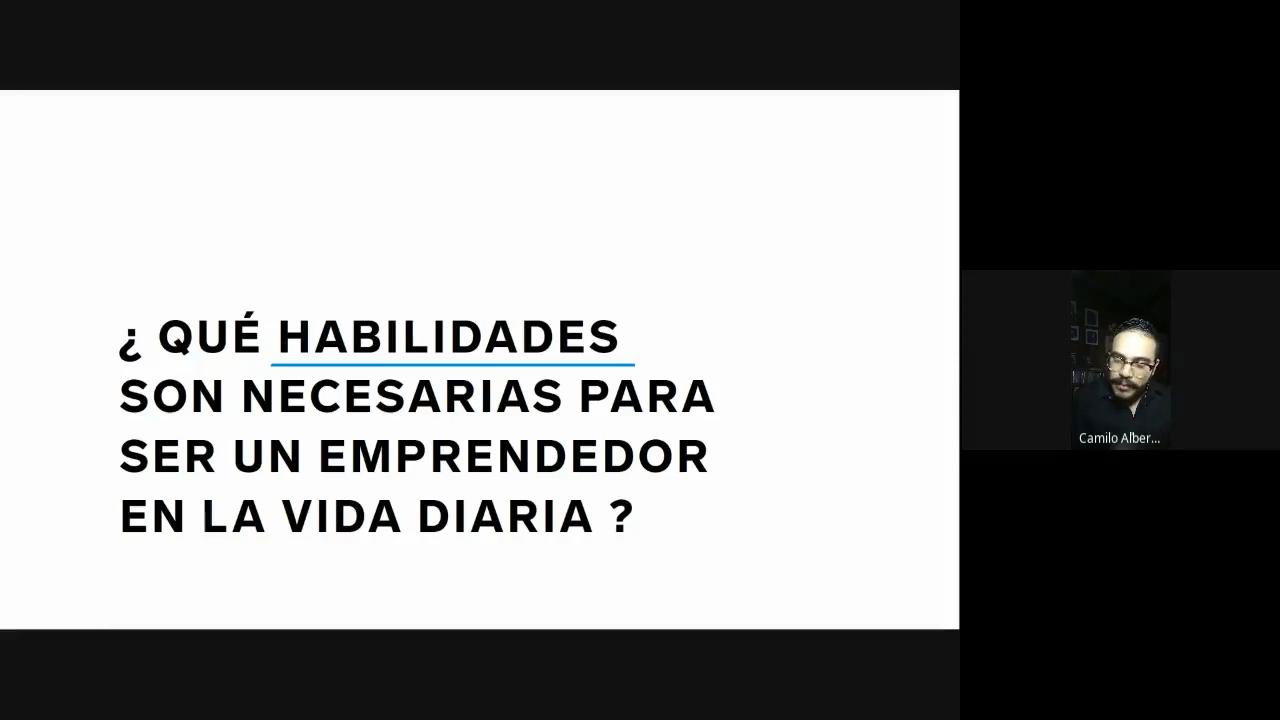 ¿ QUÉ HABILIDADES
SON NECESARIAS PARA
SER UN EMPRENDEDOR
EN LA VIDA DIARIA ?
Camilo Alber...